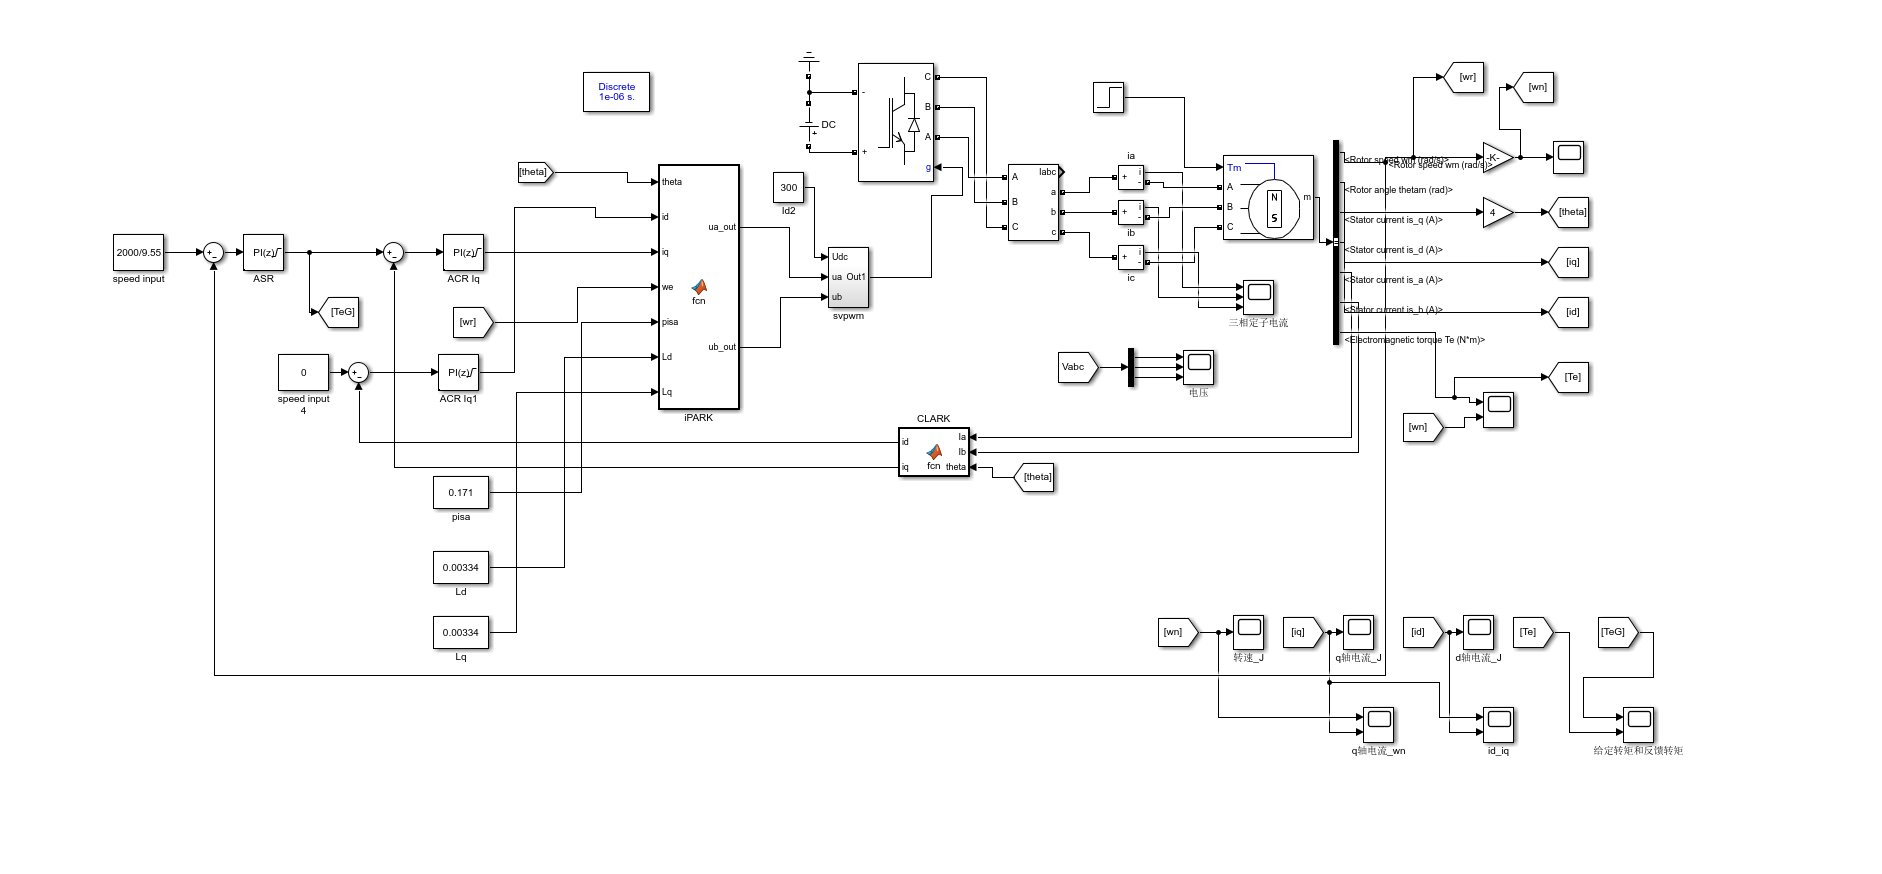 Discrete
1e-06 s.
C
-
B
DC
A
+
g
[wr]
[wn]
-K-
<Rotor speed wm (rad/s)>
<Rotor speed wm (rad/s)>
<Rotor angle thetam (rad)>
<Stator current is_q (A)>
<Stator current is_d (A)>
<Stator current is_a (A)>
<Stator current is_b (A)>
<Electromagnetic torque Te (N*m)>
4
[theta]
[iq]
[id]
[Te]
[wn]
ia
+
i
-
+
i
-
ib
+
i
-
ic
Tm
A
B
C
N
S
m
Iabc
A
a
B
b
C
c
三相定子电流
Vabc
电压
[theta]
theta
id
iq
we
pisa
Ld
Lq
ua_out
ub_out
fcn
iPARK
300
Id2
Udc
ua
Out1
ub
svpwm
2000/9.55
speed input
+
-
PI(z)
ASR
+
-
PI(z)
ACR Iq
[TeG]
[wr]
0
speed input
4
+
-
PI(z)
ACR Iq1
CLARK
id
Ia
Ib
iq
fcn
theta
[theta]
0.171
pisa
0.00334
Ld
0.00334
Lq
[wn]
转速_J
[iq]
q轴电流_J
[id]
d轴电流_J
[Te]
[TeG]
q轴电流_wn
id_iq
给定转矩和反馈转矩